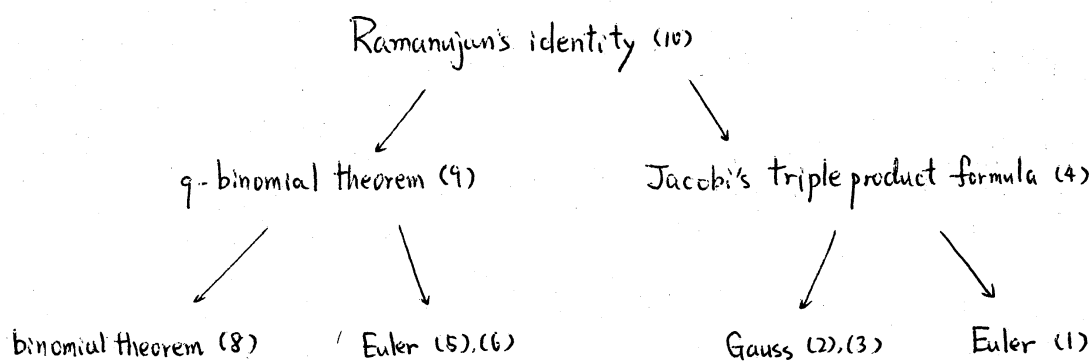 Ramanujan's identity (10)
q-binomial theorem (9) Jacobi's triple product formula (4)
binomial theorem (8) Euler (5), (6) Gauss (2), (3) Euler (1)